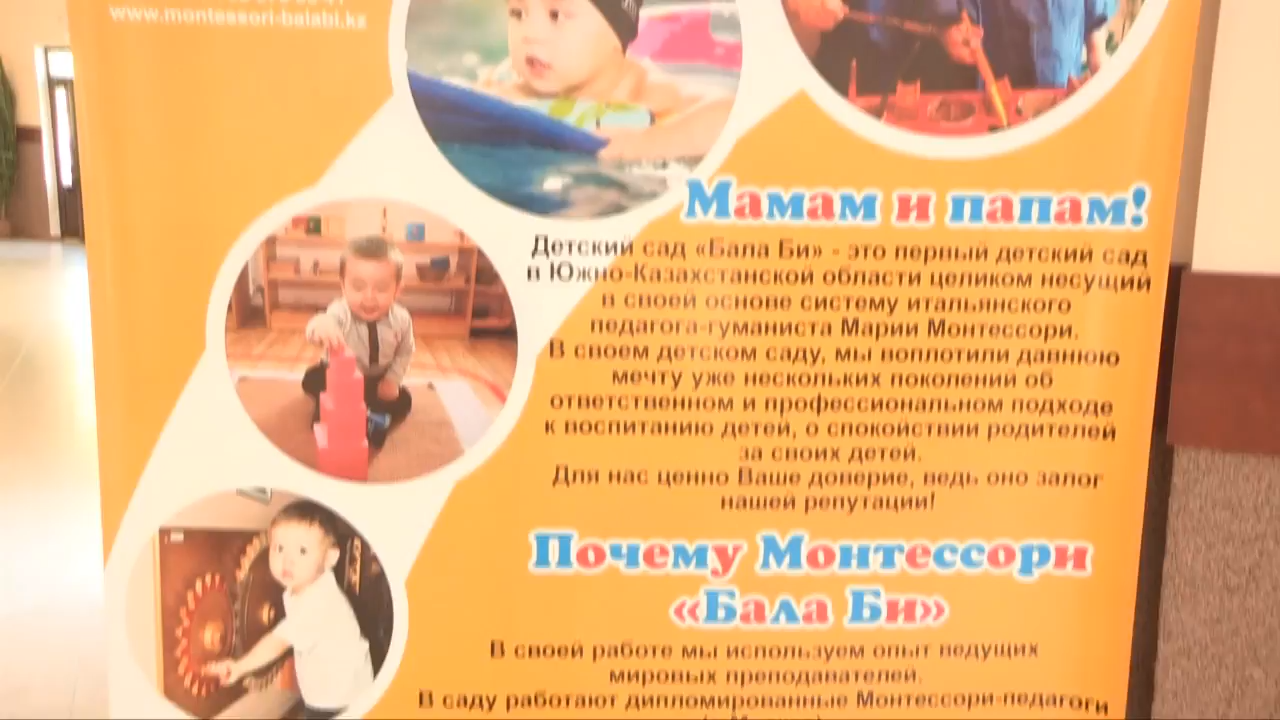 www.montessori-balabi.kz
Мамам и папам!
Детский сад «Бала Би» - это первый детский сад
в Южно-Казахстанской области целиком несущий
в своей основе систему итальянского
педагога-гуманиста Марии Монтессори.
В своем детском саду, мы воплотили давнюю
мечту уже нескольких поколений об
ответственном и профессиональном подходе
к воспитанию детей, о спокойствии родителей
за своих детей.
Для нас ценно Ваше доверие, ведь оно залог
нашей репутации!
Почему Монтессори
«Бала Би»
В своей работе мы используем опыт ведущих
мировых преподавателей.
В саду работают дипломированные Монтессори-педагоги